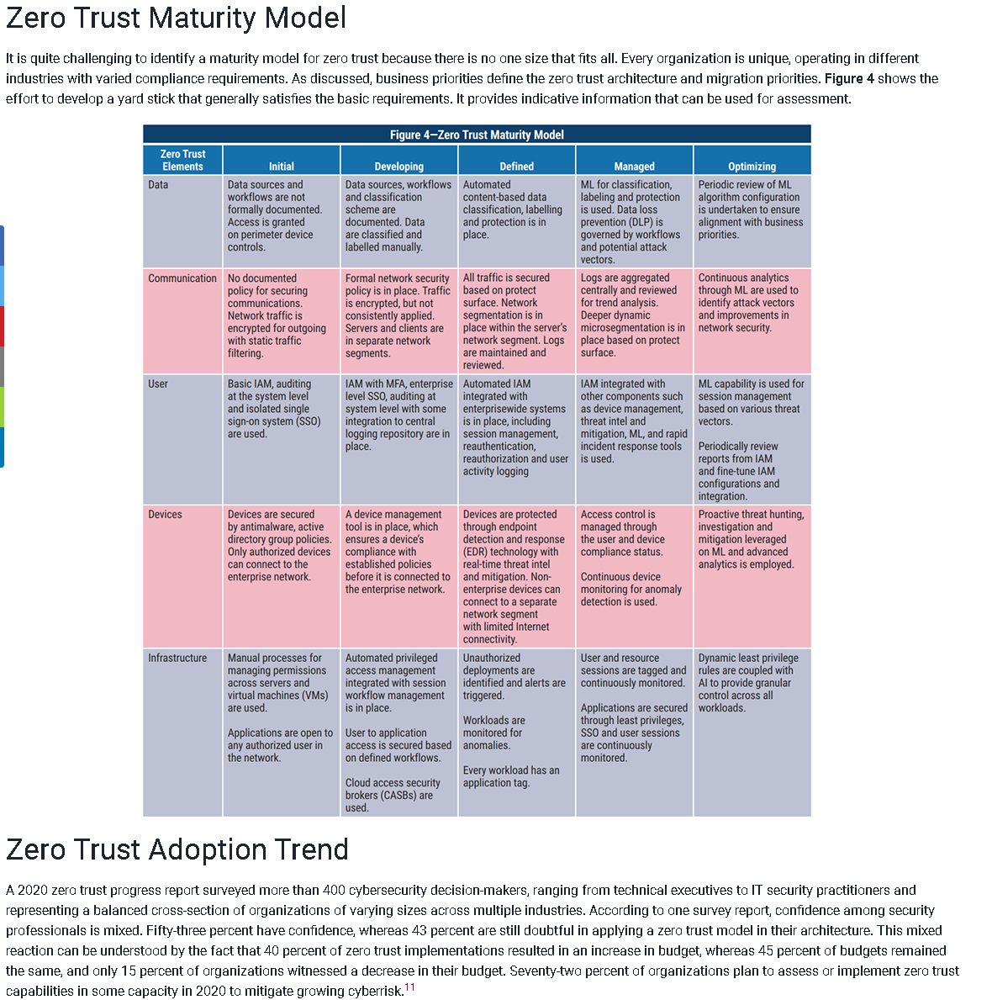 Zero Trust Maturity Model
It is quite challenging to identify a maturity model for zero trust because there is no one size that fits all. Every organization is unique, operating in different
industries with varied compliance requirements. As discussed, business priorities define the zero trust architecture and migration priorities. Figure 4 shows the
effort to develop a yard stick that generally satisfies the basic requirements. It provides indicative information that can be used for assessment.
Figure 4—Zero Trust Maturity Model
Zero Trust
Elements
Initial
Developing
Defined
Managed
Optimizing
Data
Data sources and
workflows are not
formally documented.
Access is granted
on perimeter device
controls.
Data sources, workflows
and classification
scheme are
documented. Data
are classified and
labelled manually.
Automated
content-based data
classification, labelling
and protection is in
place.
ML for classification,
labeling and protection
is used. Data loss
prevention (DLP) is
governed by workflows
and potential attack
vectors.
Periodic review of ML
algorithm configuration
is undertaken to ensure
alignment with business
priorities.
Communication
No documented
policy for securing
communications.
Network traffic is
encrypted for outgoing
with static traffic
filtering.
Formal network security
policy is in place. Traffic
is encrypted, but not
consistently applied.
Servers and clients are
in separate network
segments.
All traffic is secured
based on protect
surface. Network
segmentation is in
place within the server's
network segment. Logs
are maintained and
reviewed.
Logs are aggregated
centrally and reviewed
for trend analysis.
Deeper dynamic
microsegmentation is in
place based on protect
surface.
Continuous analytics
through ML are used to
identify attack vectors
and improvements in
network security.
User
Basic IAM, auditing
at the system level
and isolated single
sign-on system (SSO)
are used.
IAM with MFA, enterprise
level SSO, auditing at
system level with some
integration to central
logging repository are in
place.
Automated IAM
integrated with
enterprisewide systems
is in place, including
session management,
reauthentication,
reauthorization and user
activity logging
IAM integrated with
other components such
as device management,
threat intel and
mitigation, ML, and rapid
incident response tools
is used.
ML capability is used for
session management
based on various threat
vectors.
Periodically review
reports from IAM
and fine-tune IAM
configurations and
integration.
Devices
Devices are secured
by antimalware, active
directory group policies.
Only authorized devices
can connect to the
enterprise network.
A device management
tool is in place, which
ensures a device's
compliance with
established policies
before it is connected to
the enterprise network.
Devices are protected
through endpoint
detection and response
(EDR) technology with
real-time threat intel
and mitigation. Non-
enterprise devices can
connect to a separate
network segment
with limited Internet
connectivity.
Access control is
managed through
the user and device
compliance status.
Continuous device
monitoring for anomaly
detection is used.
Proactive threat hunting,
investigation and
mitigation leveraged
on ML and advanced
analytics is employed.
Infrastructure
Manual processes for
managing permissions
across servers and
virtual machines (VMs)
are used.
Applications are open to
any authorized user in
the network.
Automated privileged
access management
integrated with session
workflow management
is in place.
User to application
access is secured based
on defined workflows.
Cloud access security
brokers (CASBs) are
used.
Unauthorized
deployments are
identified and alerts are
triggered.
Workloads are
monitored for
anomalies.
Every workload has an
application tag.
User and resource
sessions are tagged and
continuously monitored.
Applications are secured
through least privileges,
SSO and user sessions
are continuously
monitored.
Dynamic least privilege
rules are coupled with
AI to provide granular
control across all
workloads.
Zero Trust Adoption Trend
A 2020 zero trust progress report surveyed more than 400 cybersecurity decision-makers, ranging from technical executives to IT security practitioners and
representing a balanced cross-section of organizations of varying sizes across multiple industries. According to one survey report, confidence among security
professionals is mixed. Fifty-three percent have confidence, whereas 43 percent are still doubtful in applying a zero trust model in their architecture. This mixed
reaction can be understood by the fact that 40 percent of zero trust implementations resulted in an increase in budget, whereas 45 percent of budgets remained
the same, and only 15 percent of organizations witnessed a decrease in their budget. Seventy-two percent of organizations plan to assess or implement zero trust
capabilities in some capacity in 2020 to mitigate growing cyberrisk.11